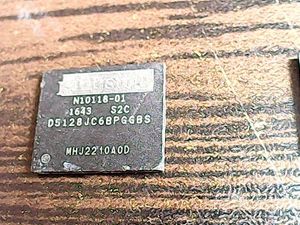 N10118-01
1643 S2C
D5128JC6BPGGBS
MHJ2210A0D